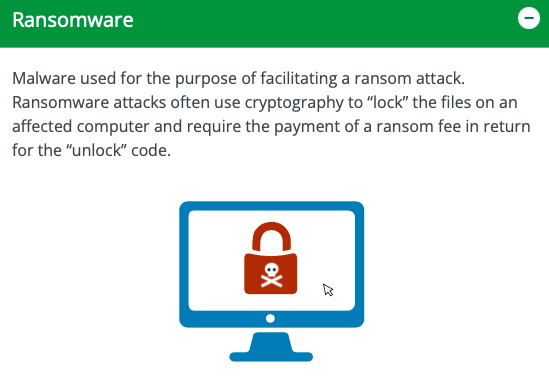 Ransomware
Malware used for the purpose of facilitating a ransom attack.
Ransomware attacks often use cryptography to “lock” the files on an
affected computer and require the payment of a ransom fee in return
for the “unlock” code.